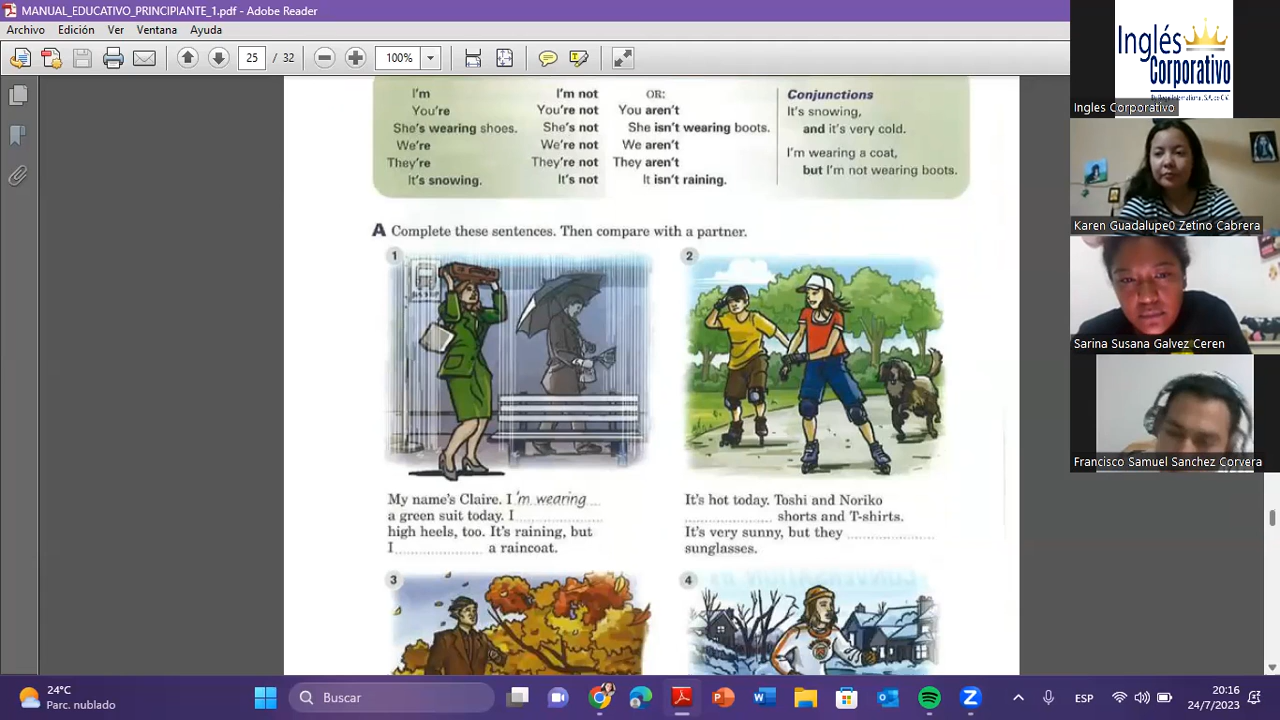 MANUAL_EDUCATIVO_PRINCIPIANTE_1.pdf - Adobe Reader
Archivo Edición Ver Ventana Ayuda
25 / 32 100%
I'm I'm not OR: Conjunctions
You're You're not You aren't It's snowing,
She's wearing shoes. She's not She isn't wearing boots. and it's very cold.
We're We're not We aren't I'm wearing a coat,
They're They're not They aren't but I'm not wearing boots.
It's snowing. It's not It isn't raining.
A Complete these sentences. Then compare with a partner.
1
2
My name's Claire. I 'm wearing
a green suit today. I
high heels, too. It's raining, but
I a raincoat.
It's hot today. Toshi and Noriko
shorts and T-shirts.
It's very sunny, but they
sunglasses.
3
4
Inglés
Corporativo
Ingles Corporativo
Karen Guadalupe0 Zetino Cabrera
Sarina Susana Galvez Ceren
Francisco Samuel Sanchez Corvera
24°C
Parc. nublado
Buscar
ESP
20:16
24/7/2023